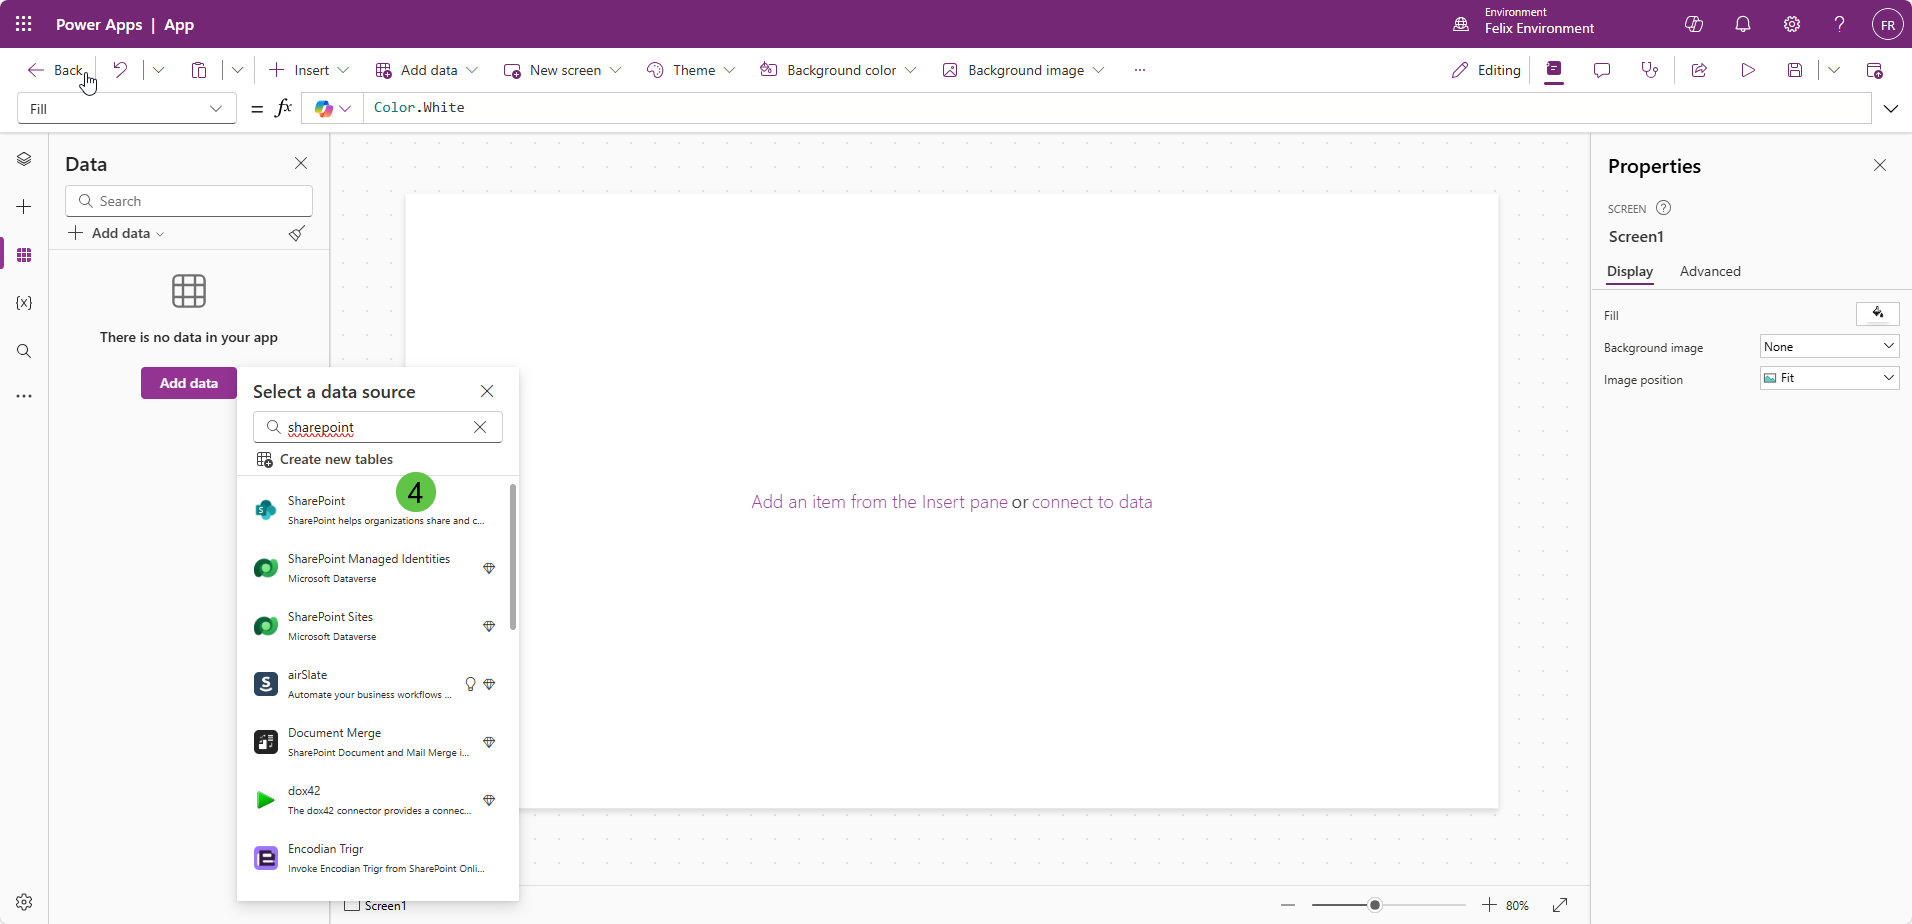 Power Apps | App
Environment
Felix Environment
FR
Back
Insert
Add data
New screen
Theme
Background color
Background image
...
Editing
Fill
= fx
Color.White
Data
Search
Add data
There is no data in your app
Add data
Select a data source
sharepoint
Create new tables
4
SharePoint
SharePoint helps organizations share and c...
SharePoint Managed Identities
Microsoft Dataverse
SharePoint Sites
Microsoft Dataverse
airSlate
Automate your business workflows ...
Document Merge
SharePoint Document and Mail Merge i...
dox42
The dox42 connector provides a connec...
Encodian Trigr
Invoke Encodian Trigr from SharePoint Onli...
Add an item from the Insert pane or connect to data
Screen1
80%
Properties
SCREEN
Screen1
Display
Advanced
Fill
Background image
None
Image position
Fit